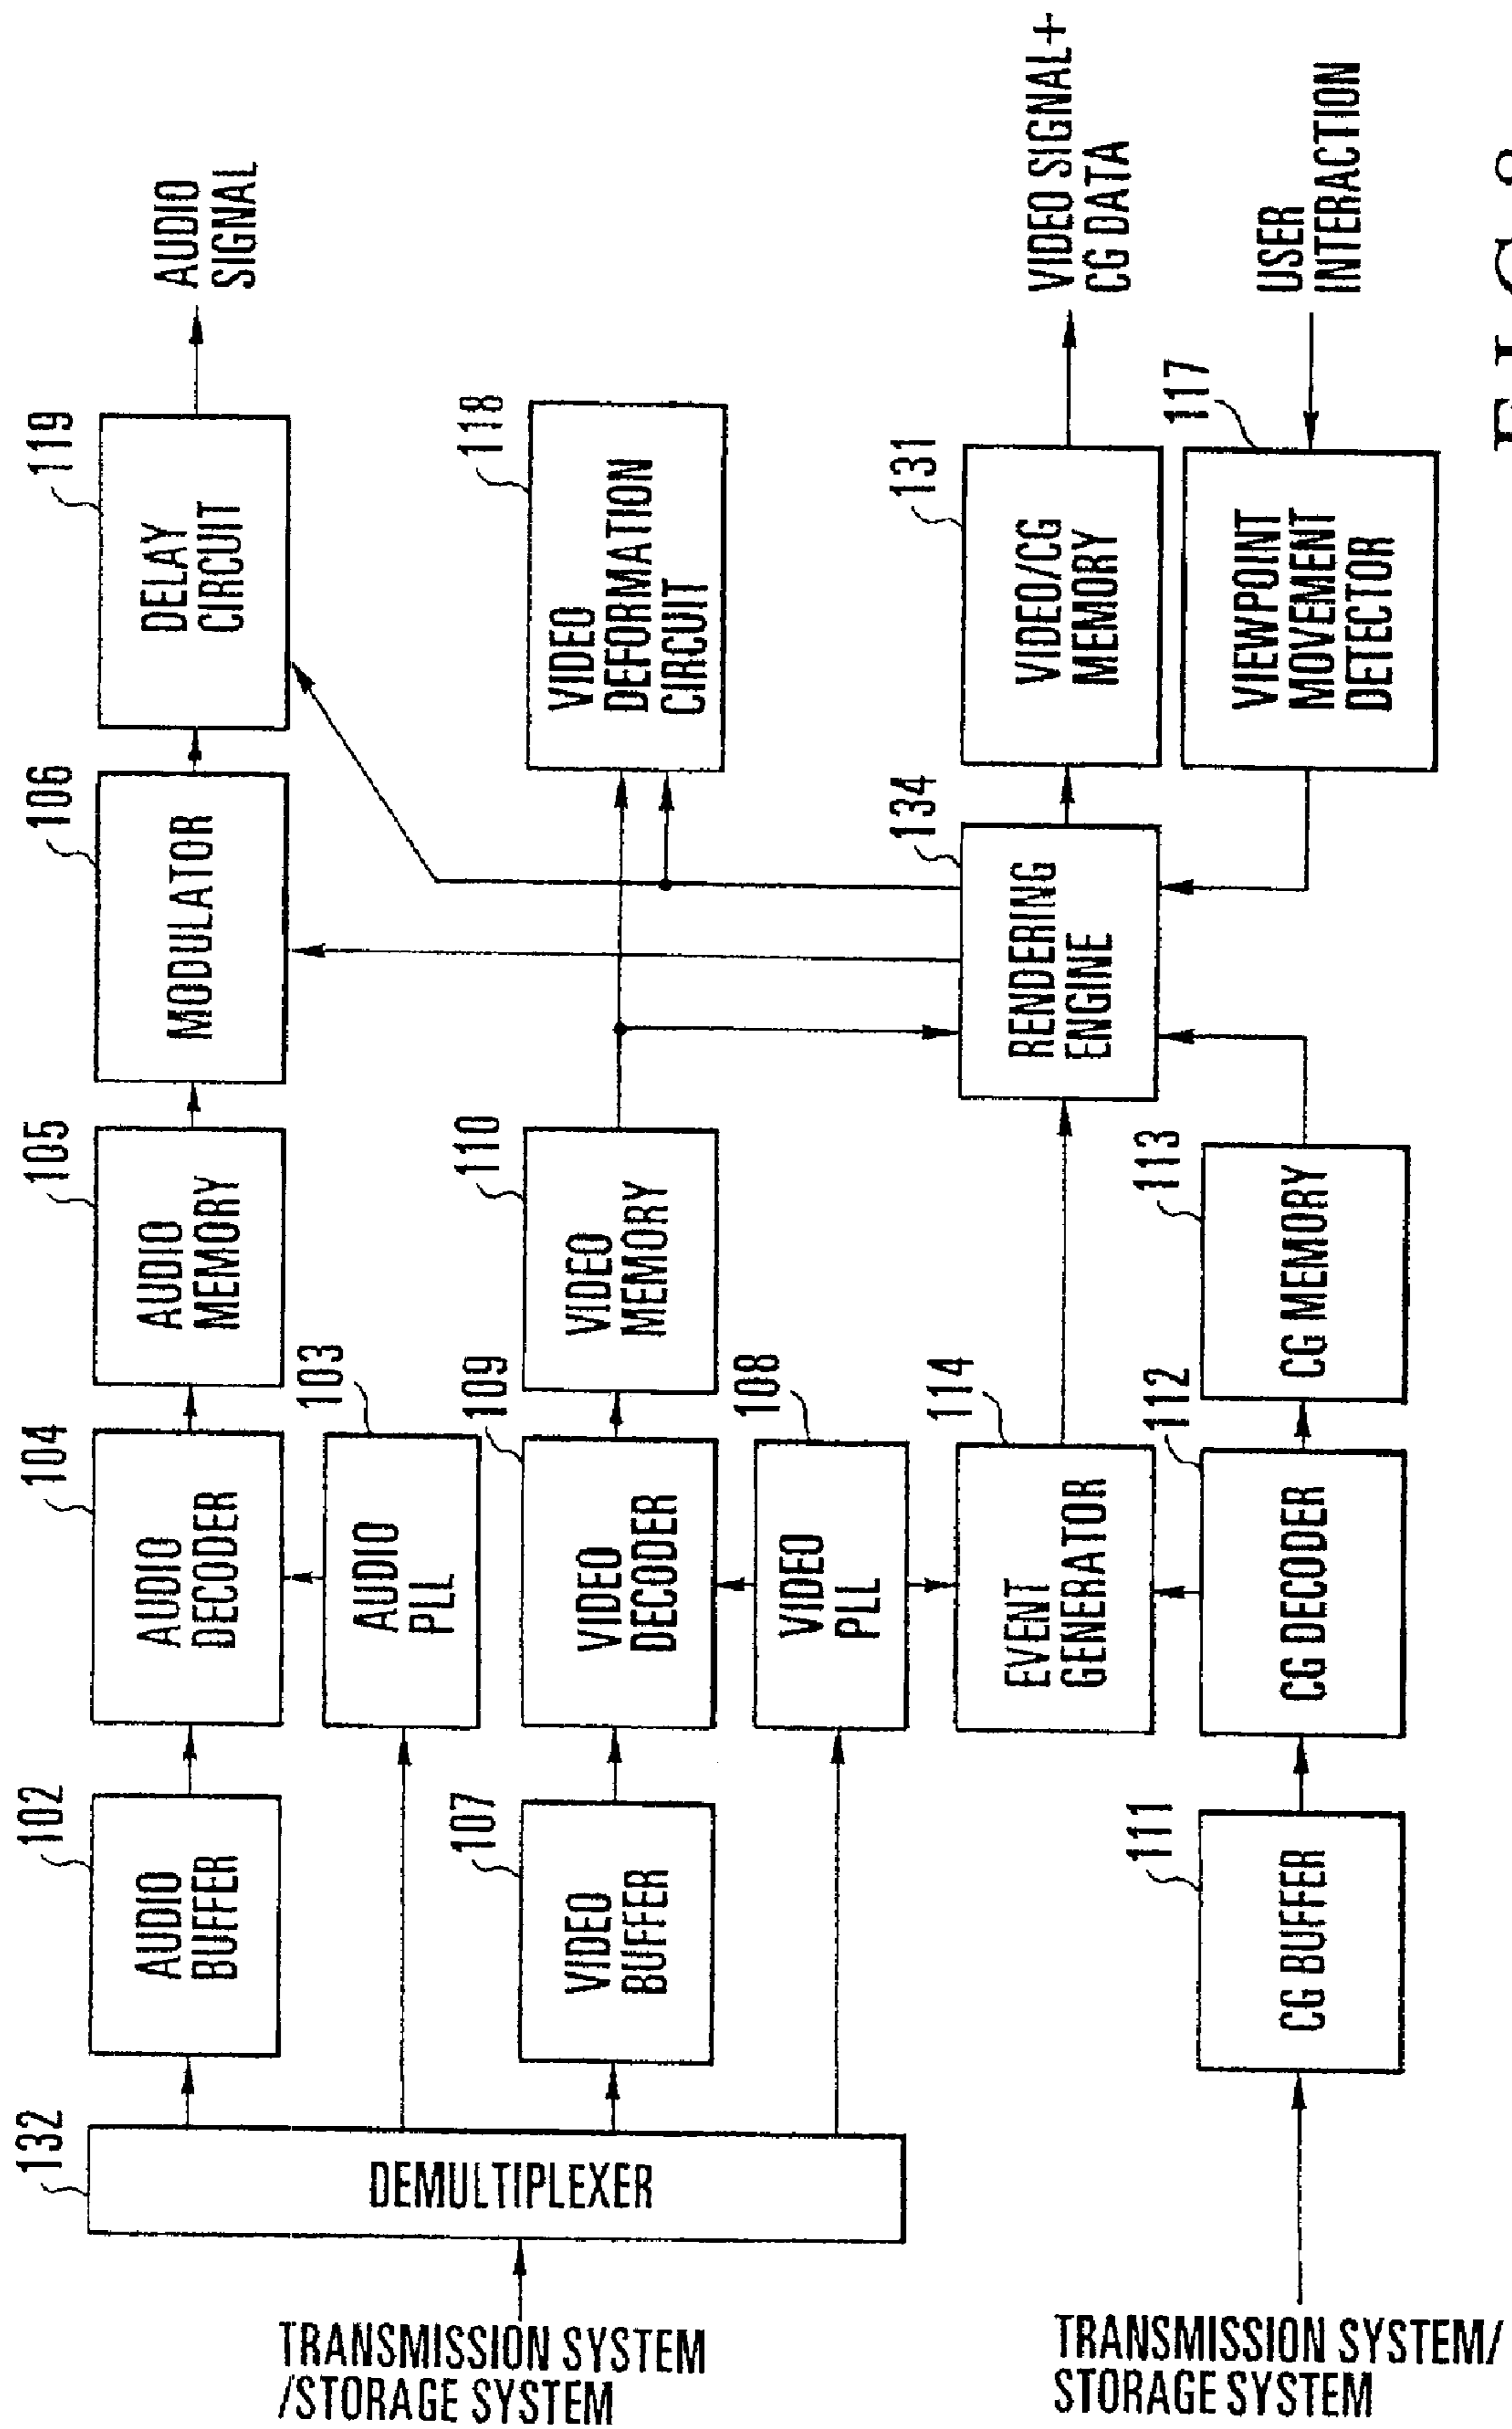 132
DEMULTIPLEXER
TRANSMISSION SYSTEM
/STORAGE SYSTEM
102
AUDIO
BUFFER
104
AUDIO
DECODER
105
AUDIO
MEMORY
106
MODULATOR
119
DELAY
CIRCUIT
AUDIO
SIGNAL
103
AUDIO
PLL
107
VIDEO
BUFFER
109
VIDEO
DECODER
110
VIDEO
MEMORY
118
VIDEO
DEFORMATION
CIRCUIT
108
VIDEO
PLL
114
EVENT
GENERATOR
134
RENDERING
ENGINE
131
VIDEO/CG
MEMORY
VIDEO SIGNAL+
CG DATA
TRANSMISSION SYSTEM/
STORAGE SYSTEM
111
CG BUFFER
112
CG DECODER
113
CG MEMORY
117
VIEWPOINT
MOVEMENT
DETECTOR
USER
INTERACTION